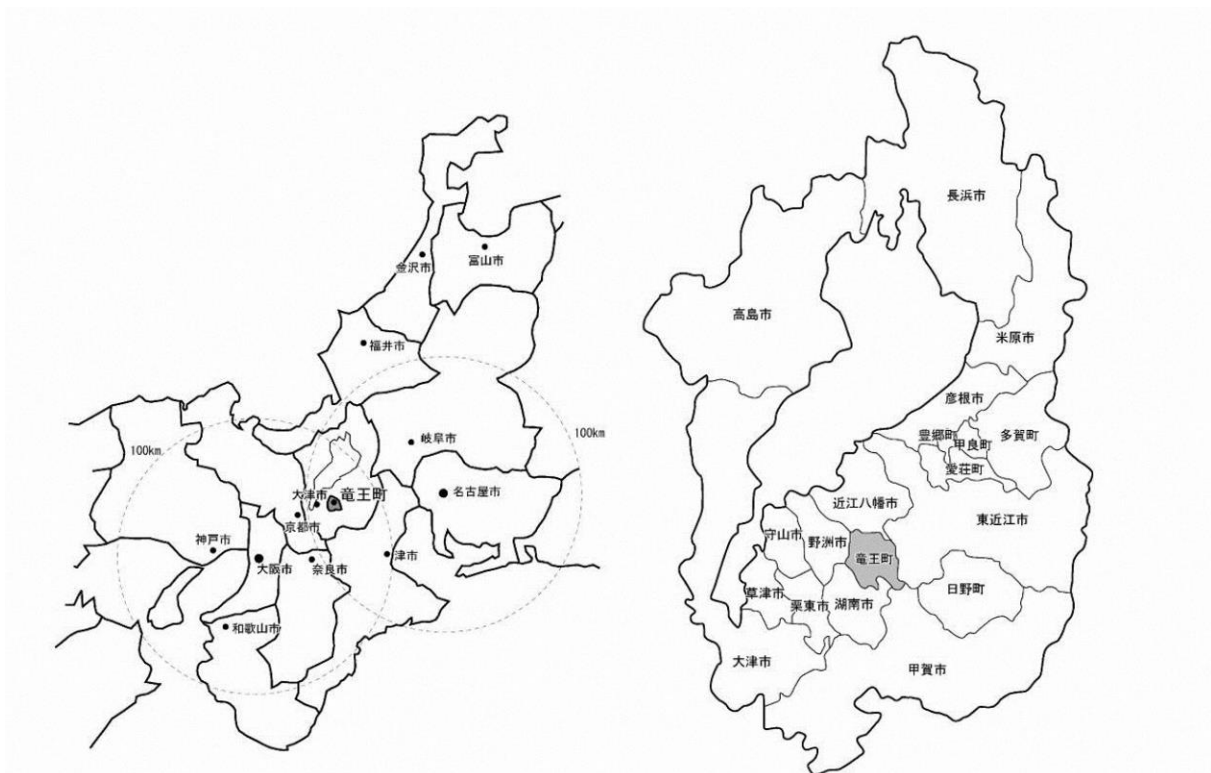 金沢市
富山市
福井市
岐阜市
100km
100km
大津市
竜王町
名古屋市
京都市
神戸市
大阪市
奈良市
津市
和歌山市
長浜市
高島市
米原市
彦根市
豊郷町
甲良町
多賀町
愛荘町
近江八幡市
東近江市
守山市
野洲市
竜王町
草津市
栗東市
湖南市
日野町
大津市
甲賀市